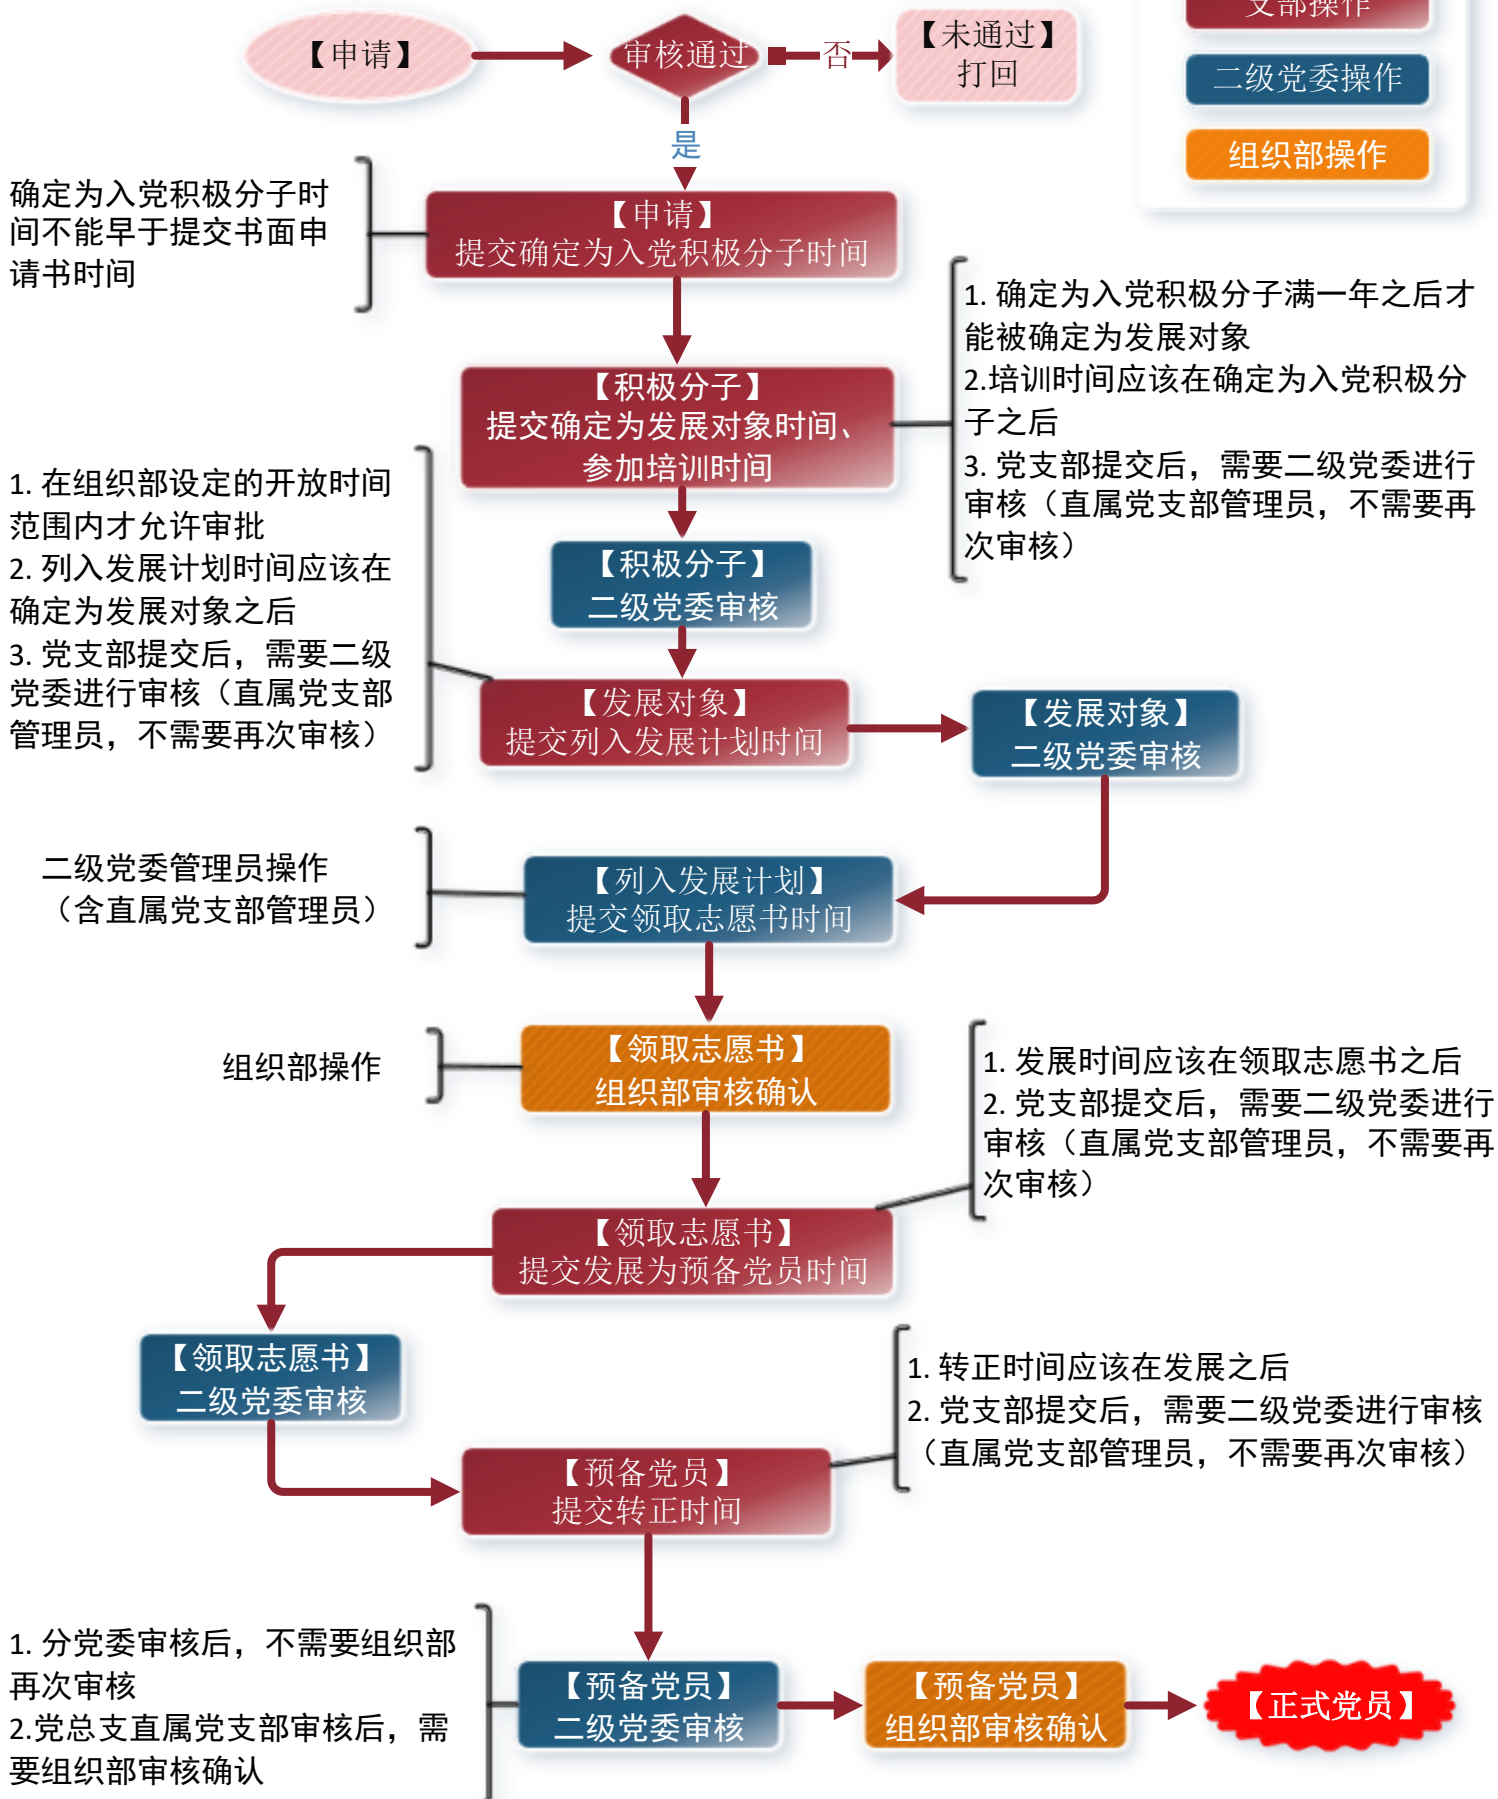 支部操作
【申请】
审核通过
否
【未通过】
打回
二级党委操作
是
组织部操作
确定为入党积极分子时
间不能早于提交书面申
请书时间
【申请】
提交确定为入党积极分子时间
1. 确定为入党积极分子满一年之后才
能被确定为发展对象
2.培训时间应该在确定为入党积极分
子之后
3. 党支部提交后，需要二级党委进行
审核（直属党支部管理员，不需要再
次审核）
【积极分子】
提交确定为发展对象时间、
参加培训时间
1. 在组织部设定的开放时间
范围内才允许审批
2. 列入发展计划时间应该在
确定为发展对象之后
3. 党支部提交后，需要二级
党委进行审核（直属党支部
管理员，不需要再次审核）
【积极分子】
二级党委审核
【发展对象】
提交列入发展计划时间
【发展对象】
二级党委审核
二级党委管理员操作
（含直属党支部管理员）
【列入发展计划】
提交领取志愿书时间
组织部操作
【领取志愿书】
组织部审核确认
1. 发展时间应该在领取志愿书之后
2. 党支部提交后，需要二级党委进行
审核（直属党支部管理员，不需要再
次审核）
【领取志愿书】
提交发展为预备党员时间
【领取志愿书】
二级党委审核
1. 转正时间应该在发展之后
2. 党支部提交后，需要二级党委进行审核
（直属党支部管理员，不需要再次审核）
【预备党员】
提交转正时间
1. 分党委审核后，不需要组织部
再次审核
2.党总支直属党支部审核后，需
要组织部审核确认
【预备党员】
二级党委审核
【预备党员】
组织部审核确认
【正式党员】